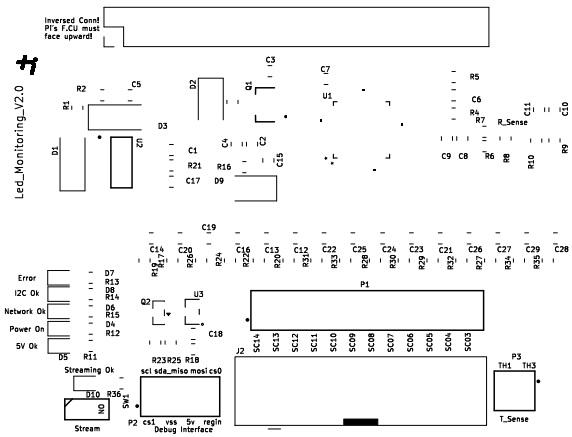 Inversed Conn!
Pi's F.CU must
face upward!
Led_Monitoring_V2.0
C3
C7
R5
R2
C5
D2
Q1
U1
C6
R1
R4
C11
C10
R7
R_Sense
D3
D1
U2
C1
C4
C2
C9
C8
R6
R8
R10
R9
R21
R16
C15
C17
D9
C19
C14
C20
C16
C13
C12
C25
C24
C23
C21
C26
C27
C29
C28
R19
R17
R26
R24
R22
R20
R31
R33
R28
R30
R29
R32
R27
R34
R35
Error
D7
R13
I2C Ok
D8
R14
Network Ok
D6
R15
Power On
D4
R12
5V Ok
D5
R11
Q2
U3
C18
R23
R25
R18
P1
SC14
SC13
SC12
SC11
SC10
SC09
SC08
SC07
SC06
SC05
SC04
SC03
J2
P3
TH1
TH3
T_Sense
Streaming Ok
D10
R36
SW1
NO
Stream
scl
sda_miso
mosi
cs0
P2
cs1
vss
5v
regin
Debug Interface